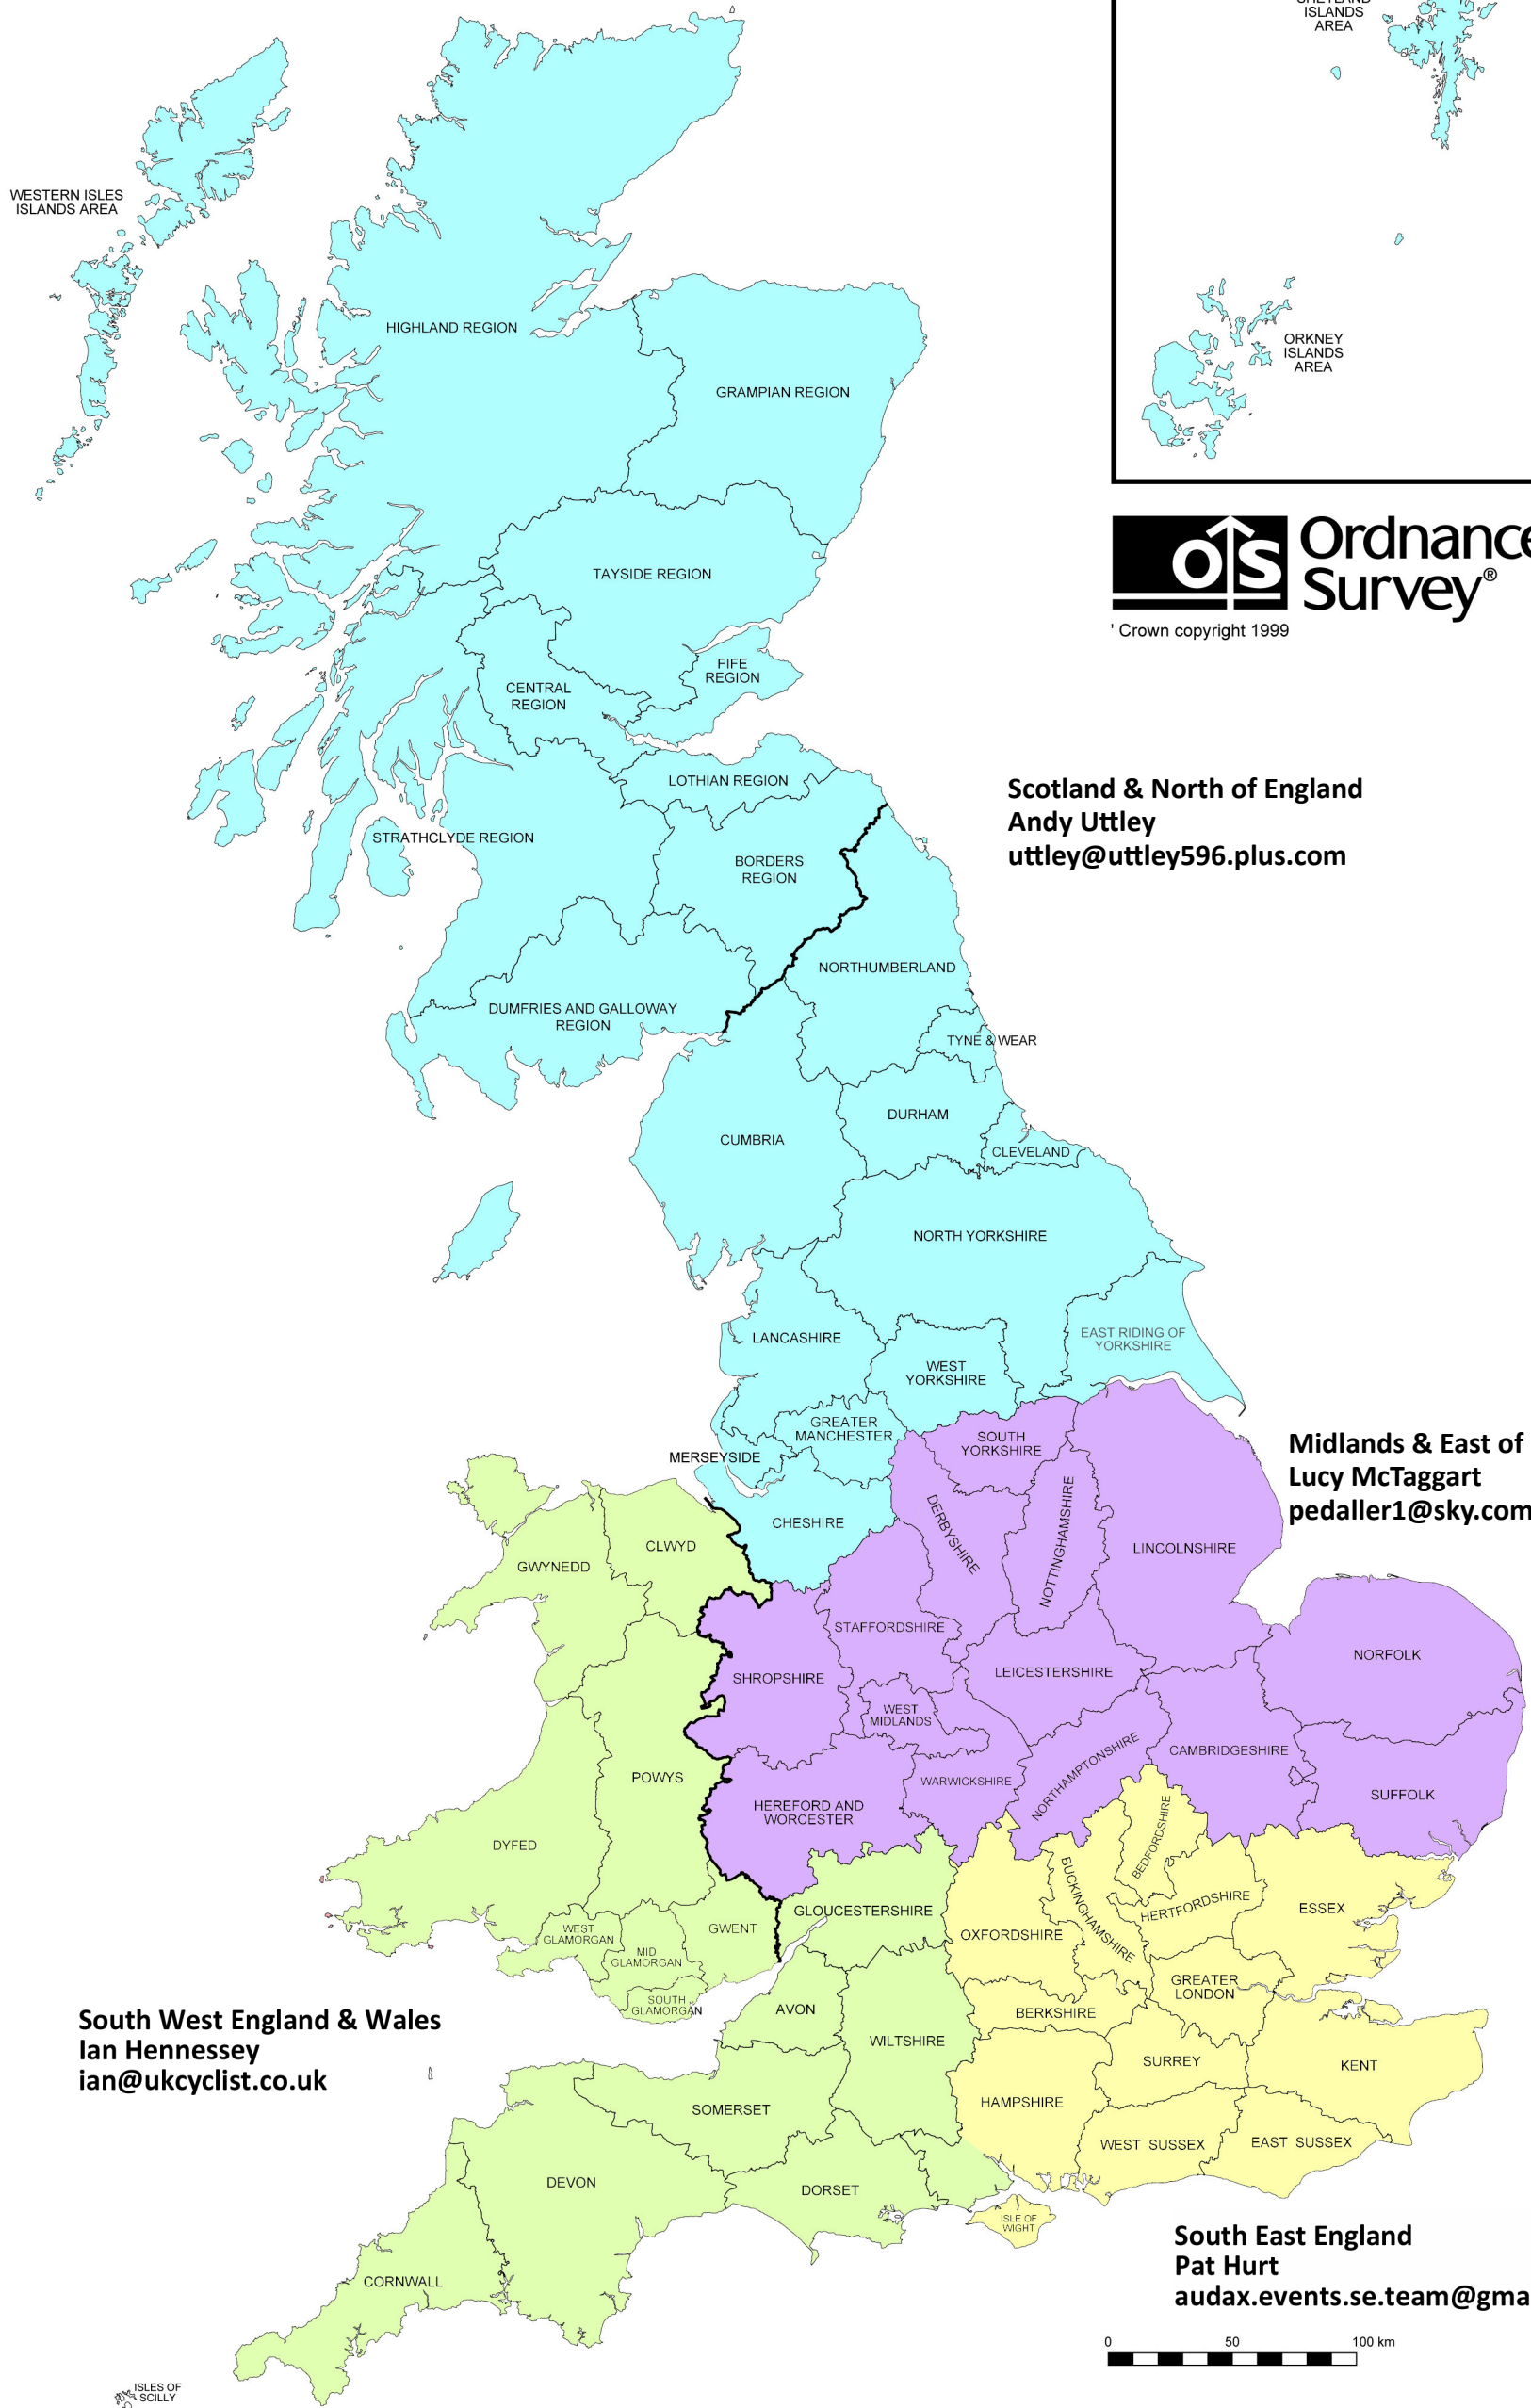 SHETLAND
ISLANDS
AREA
WESTERN ISLES
ISLANDS AREA
HIGHLAND REGION
GRAMPIAN REGION
ORKNEY
ISLANDS
AREA
OS
Ordnance
Survey®
' Crown copyright 1999
TAYSIDE REGION
FIFE
REGION
CENTRAL
REGION
LOTHIAN REGION
STRATHCLYDE REGION
BORDERS
REGION
Scotland & North of England
Andy Uttley
uttley@uttley596.plus.com
NORTHUMBERLAND
DUMFRIES AND GALLOWAY
REGION
TYNE & WEAR
DURHAM
CUMBRIA
CLEVELAND
NORTH YORKSHIRE
LANCASHIRE
EAST RIDING OF
YORKSHIRE
WEST
YORKSHIRE
GREATER
MANCHESTER
SOUTH
YORKSHIRE
MERSEYSIDE
Midlands & East of
Lucy McTaggart
pedaller1@sky.com
CHESHIRE
DERBYSHIRE
NOTTINGHAMSHIRE
LINCOLNSHIRE
CLWYD
GWYNEDD
STAFFORDSHIRE
SHROPSHIRE
LEICESTERSHIRE
NORFOLK
WEST
MIDLANDS
CAMBRIDGESHIRE
NORTHAMPTONSHIRE
WARWICKSHIRE
SUFFOLK
POWYS
HEREFORD AND
WORCESTER
DYFED
BEDFORDSHIRE
BUCKINGHAMSHIRE
HERTFORDSHIRE
ESSEX
GLOUCESTERSHIRE
OXFORDSHIRE
WEST
GLAMORGAN
MID
GLAMORGAN
GWENT
SOUTH
GLAMORGAN
GREATER
LONDON
AVON
BERKSHIRE
WILTSHIRE
SURREY
KENT
South West England & Wales
Ian Hennessey
ian@ukcyclist.co.uk
SOMERSET
HAMPSHIRE
WEST SUSSEX
EAST SUSSEX
DEVON
DORSET
ISLE OF
WIGHT
South East England
Pat Hurt
audax.events.se.team@gma
CORNWALL
0 50 100 km
ISLES OF
SCILLY